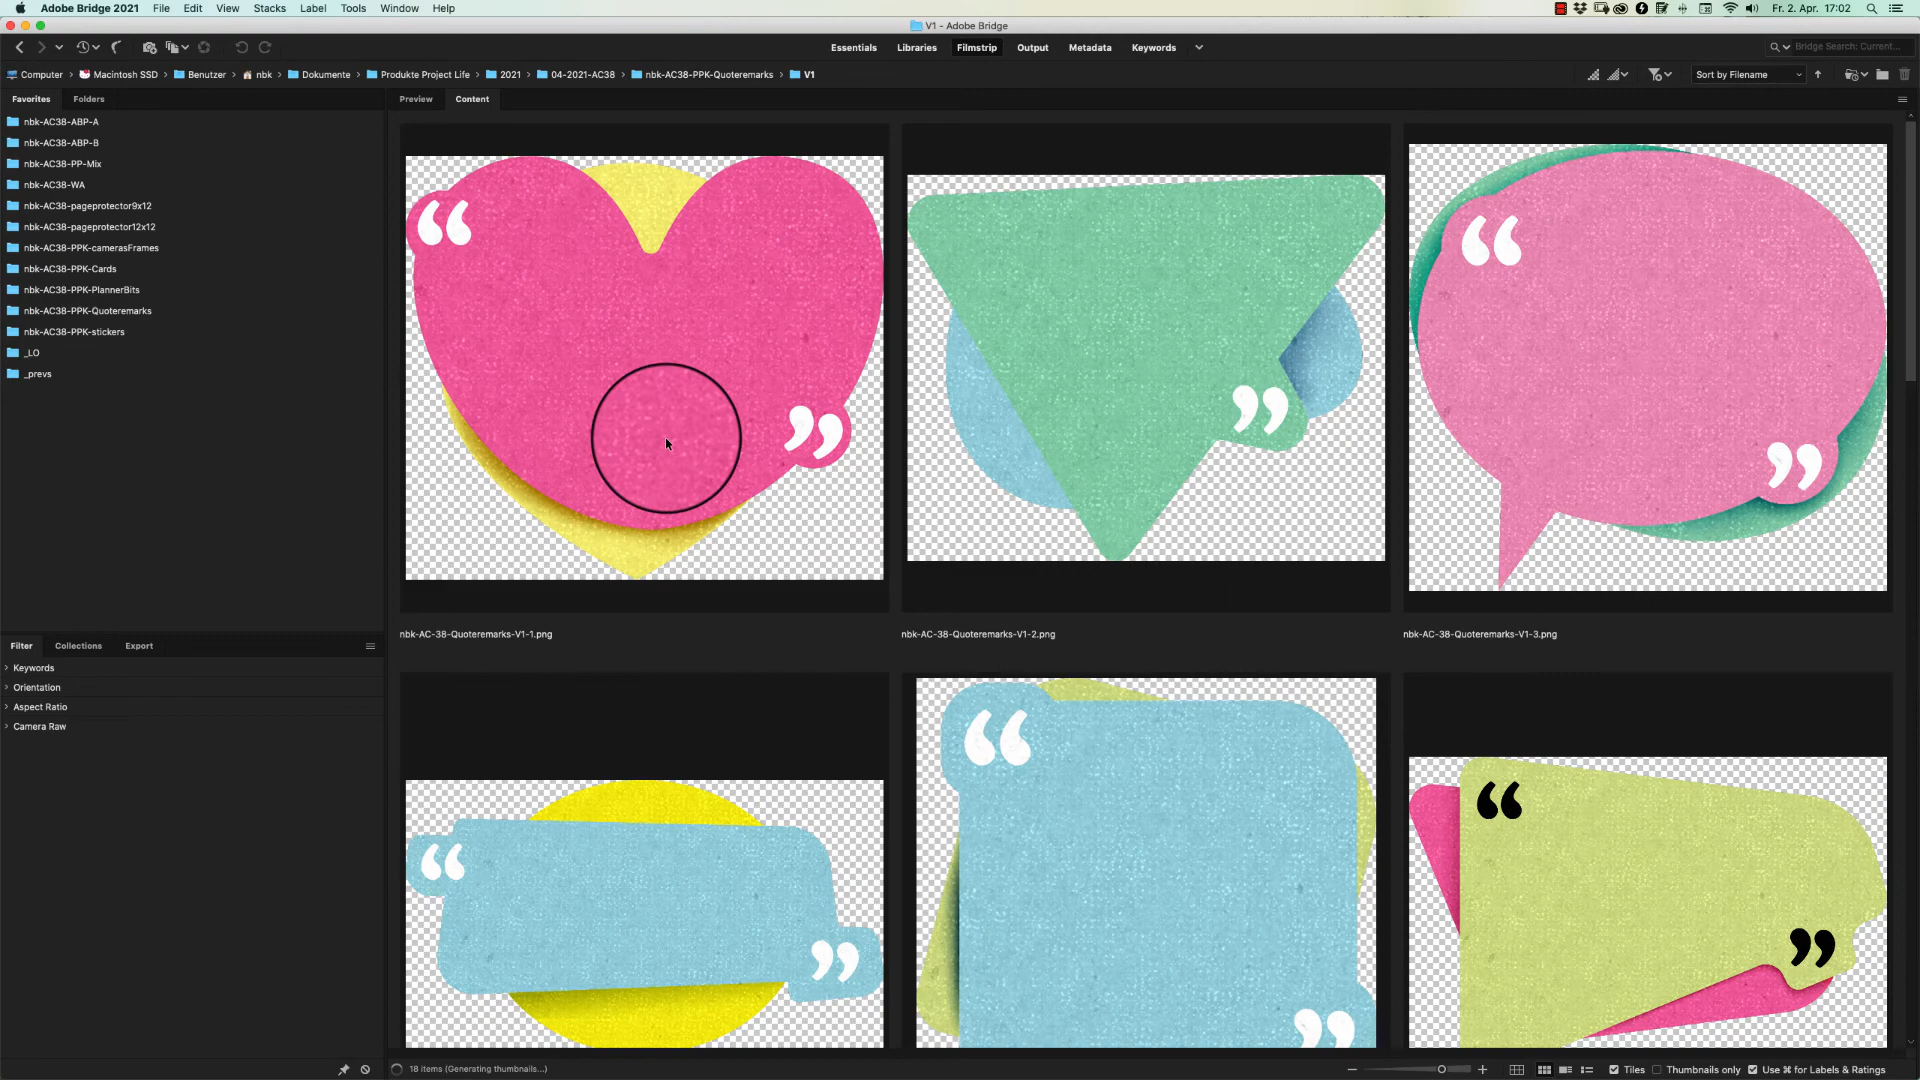 Adobe Bridge 2021 File Edit View Stacks Label Tools Window Help Fr. 2. Apr. 17:02
V1 - Adobe Bridge
Essentials Libraries Filmstrip Output Metadata Keywords Bridge Search: Current...
Computer Macintosh SSD Benutzer nbk Dokumente Produkte Project Life 2021 04-2021-AC38 nbk-AC38-PPK-Quoteremarks V1 Sort by Filename
Favorites Folders
Preview Content
nbk-AC38-ABP-A
nbk-AC38-ABP-B
nbk-AC38-PP-Mix
nbk-AC38-WA
nbk-AC38-pageprotector9x12
nbk-AC38-pageprotector12x12
nbk-AC38-PPK-camerasFrames
nbk-AC38-PPK-Cards
nbk-AC38-PPK-PlannerBits
nbk-AC38-PPK-Quoteremarks
nbk-AC38-PPK-stickers
_LO
_prevs
“ ”
”
“ ”
nbk-AC-38-Quoteremarks-V1-1.png
nbk-AC-38-Quoteremarks-V1-2.png
nbk-AC-38-Quoteremarks-V1-3.png
Filter Collections Export
Keywords
Orientation
Aspect Ratio
Camera Raw
“ ”
“ ”
“ ”
18 items (Generating thumbnails...)
Tiles Thumbnails only Use ⌘ for Labels & Ratings